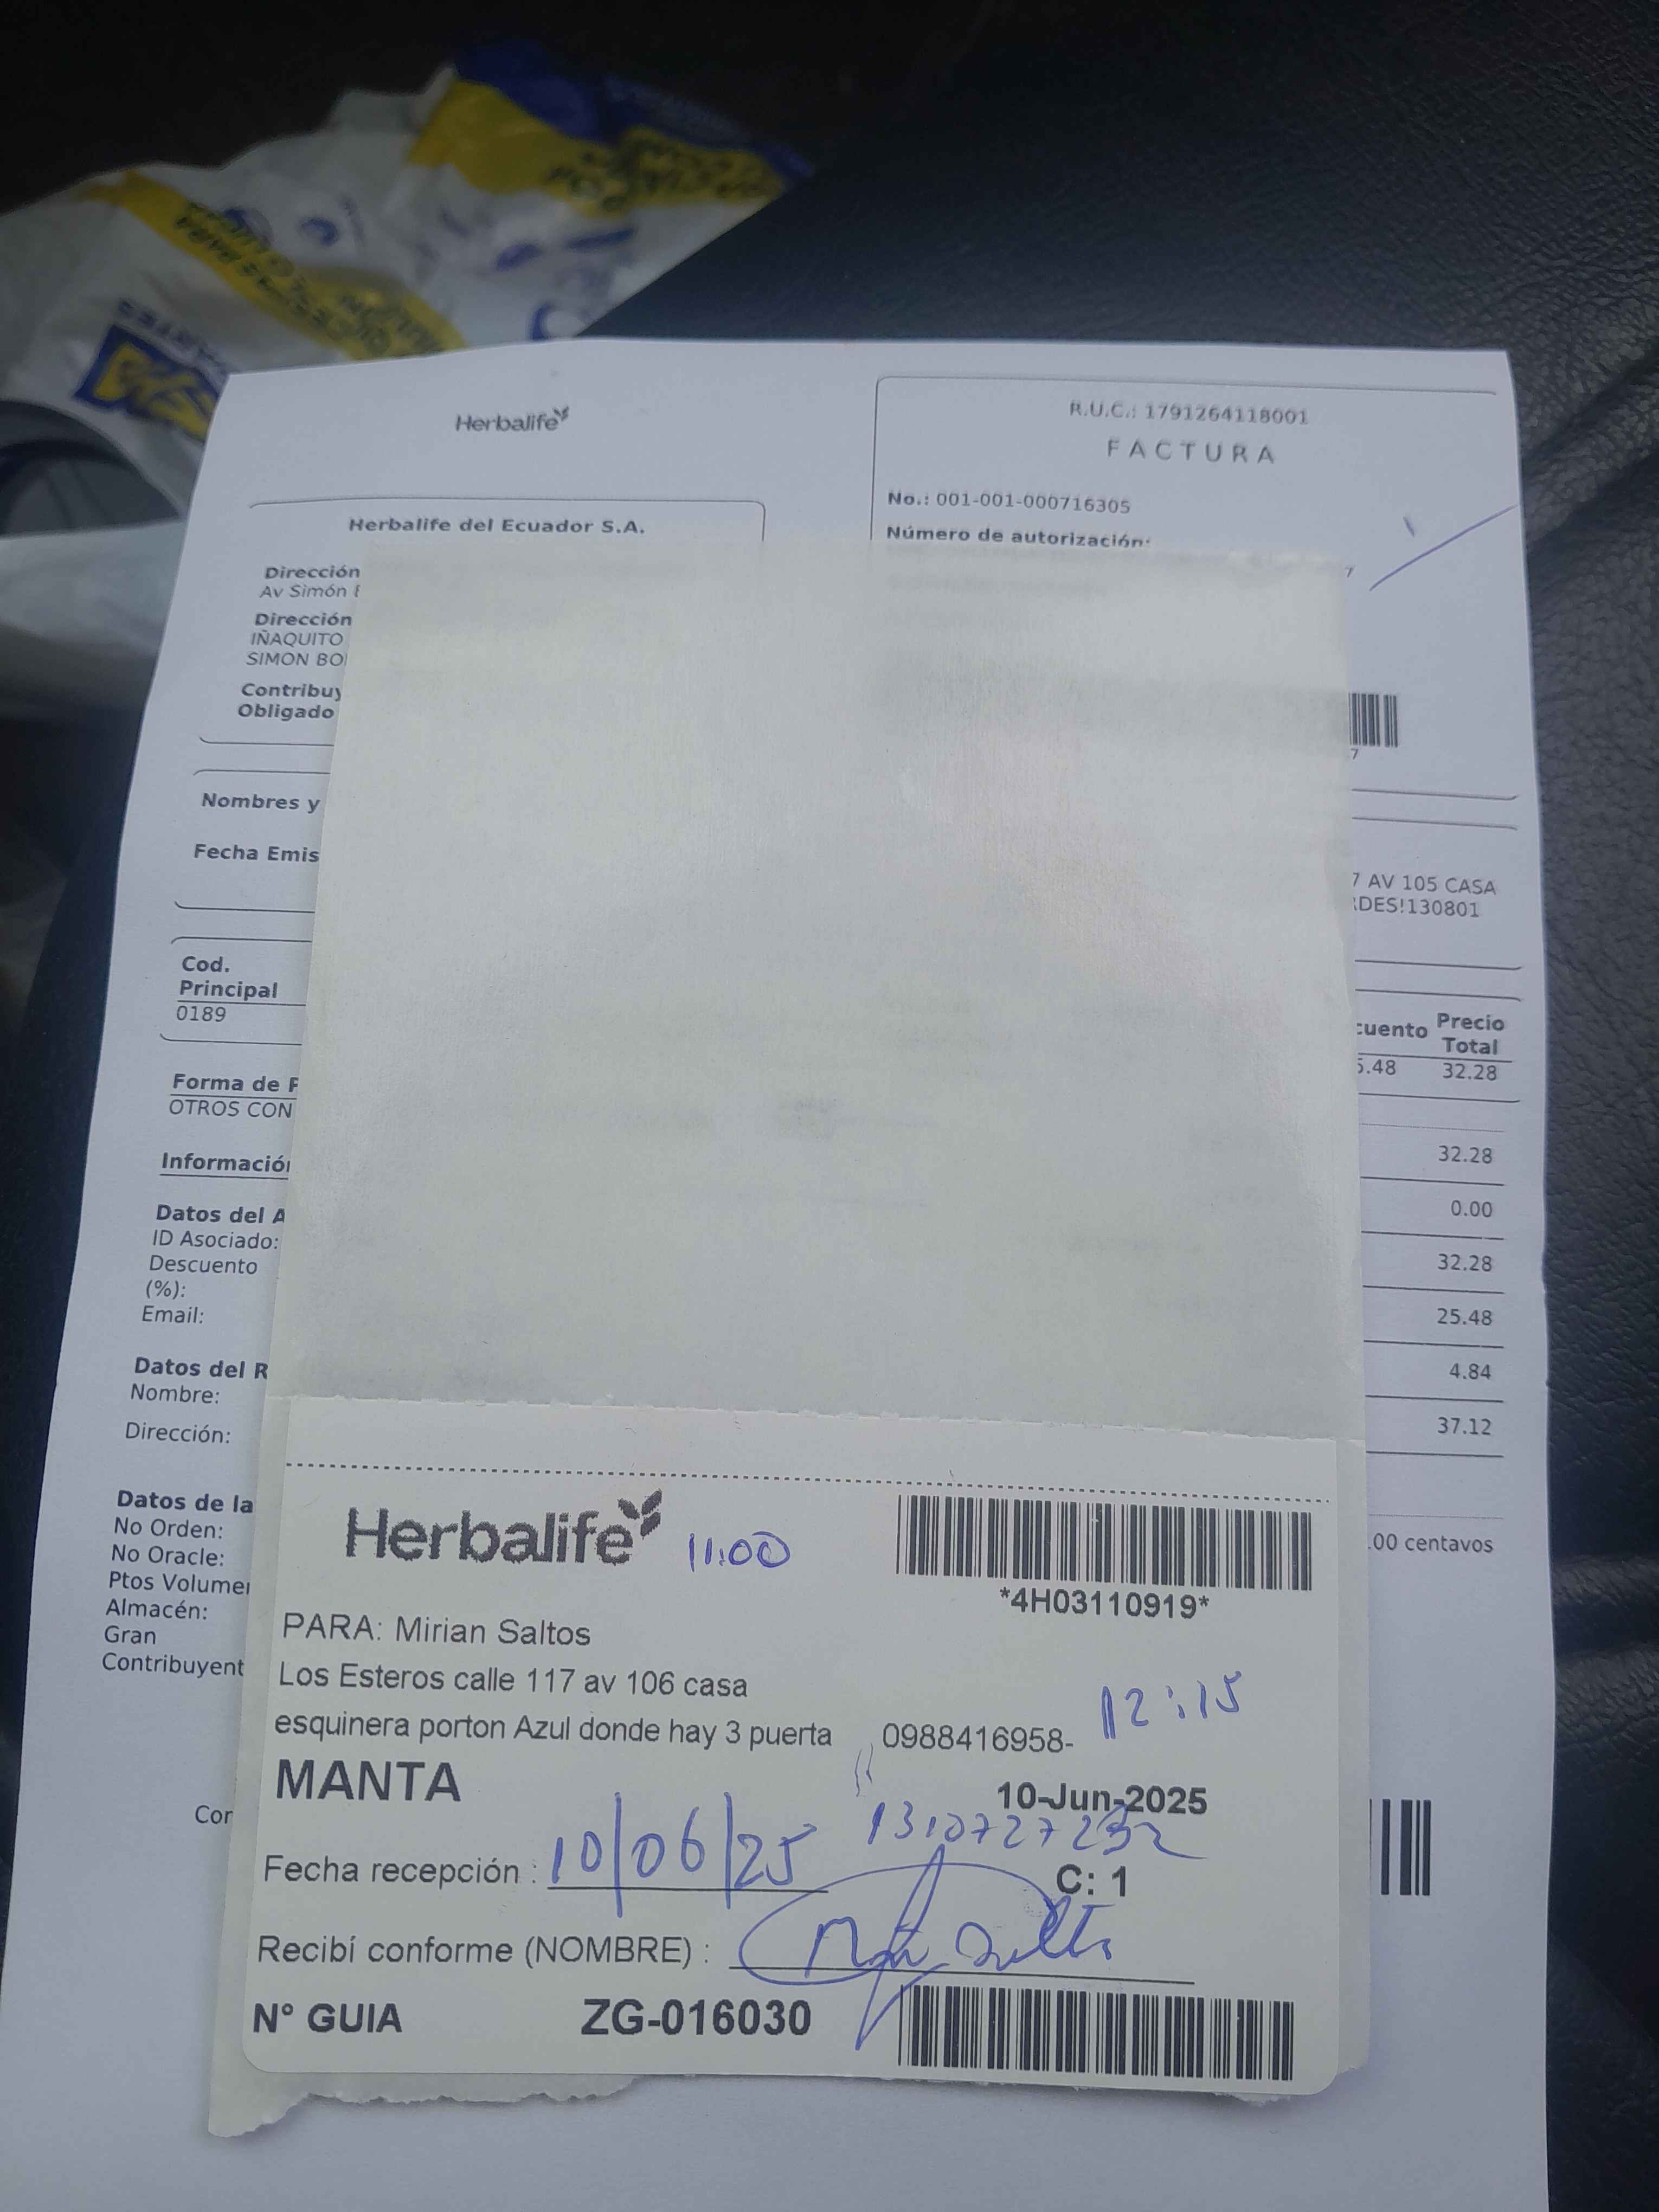 Herbalife
R.U.C.: 1791264118001
FACTURA
No.: 001-001-000716305
Número de autorización:
Herbalife del Ecuador S.A.
Dirección
Av Simón
Dirección
IÑAQUITO
SIMON BO
Contribuy
Obligado
7
Nombres y
Fecha Emis
7 AV 105 CASA
RDES!130801
Cod.
Principal
0189
cuento
Precio
Total
5.48
32.28
Forma de P
OTROS CON
32.28
Informació
0.00
Datos del A
ID Asociado:
Descuento
(%):
Email:
32.28
25.48
Datos del R
Nombre:
4.84
Dirección:
37.12
Datos de la
No Orden:
No Oracle:
Ptos Volume
Almacén:
Gran
Contribuyent
.00 centavos
Cor
Herbalife
11:00
*4H03110919*
PARA: Mirian Saltos
Los Esteros calle 117 av 106 casa
esquinera porton Azul donde hay 3 puerta 0988416958-
12:15
MANTA
10-Jun-2025
Fecha recepción : 10/06/25
C: 1
Recibí conforme (NOMBRE) :
N° GUIA ZG-016030